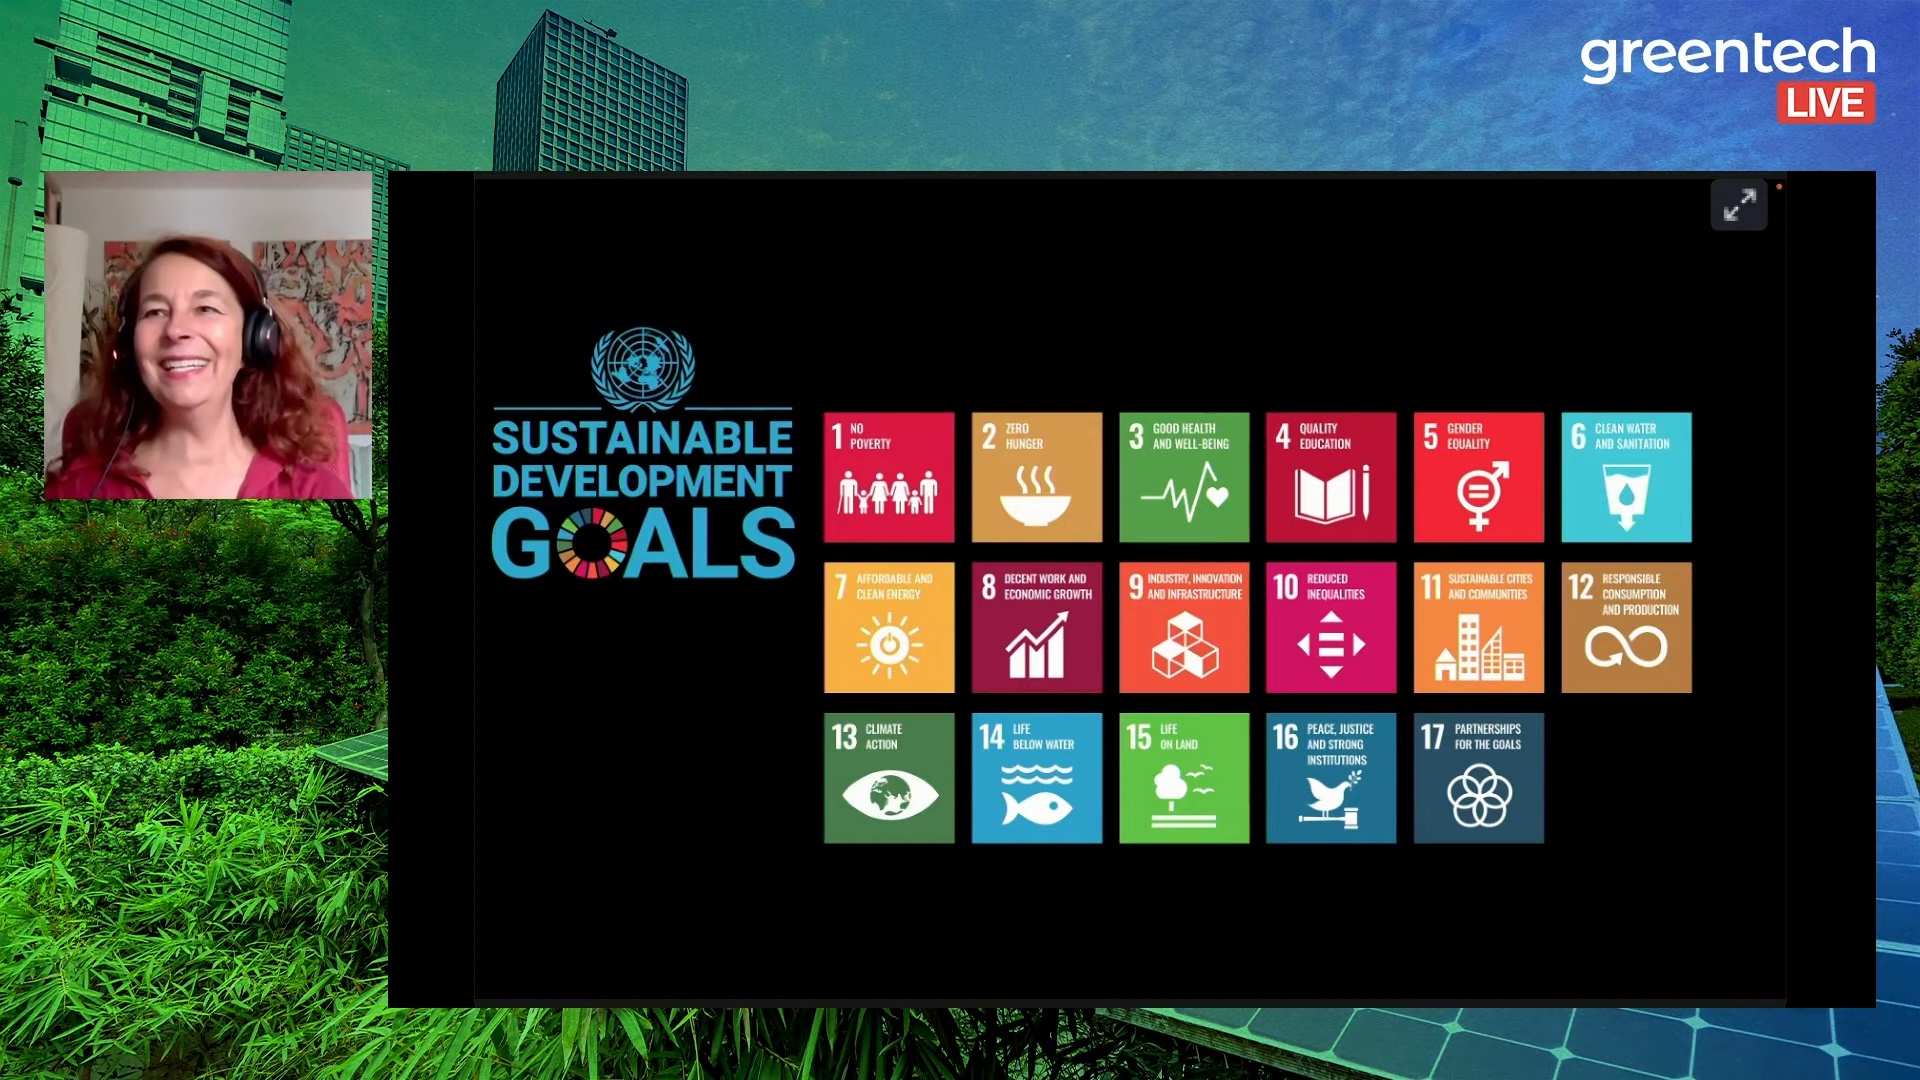 greentech
LIVE
SUSTAINABLE
DEVELOPMENT
GOALS
1 NO
POVERTY
2 ZERO
HUNGER
3 GOOD HEALTH
AND WELL-BEING
4 QUALITY
EDUCATION
5 GENDER
EQUALITY
6 CLEAN WATER
AND SANITATION
7 AFFORDABLE AND
CLEAN ENERGY
8 DECENT WORK AND
ECONOMIC GROWTH
9 INDUSTRY, INNOVATION
AND INFRASTRUCTURE
10 REDUCED
INEQUALITIES
11 SUSTAINABLE CITIES
AND COMMUNITIES
12 RESPONSIBLE
CONSUMPTION
AND PRODUCTION
13 CLIMATE
ACTION
14 LIFE
BELOW WATER
15 LIFE
ON LAND
16 PEACE, JUSTICE
AND STRONG
INSTITUTIONS
17 PARTNERSHIPS
FOR THE GOALS